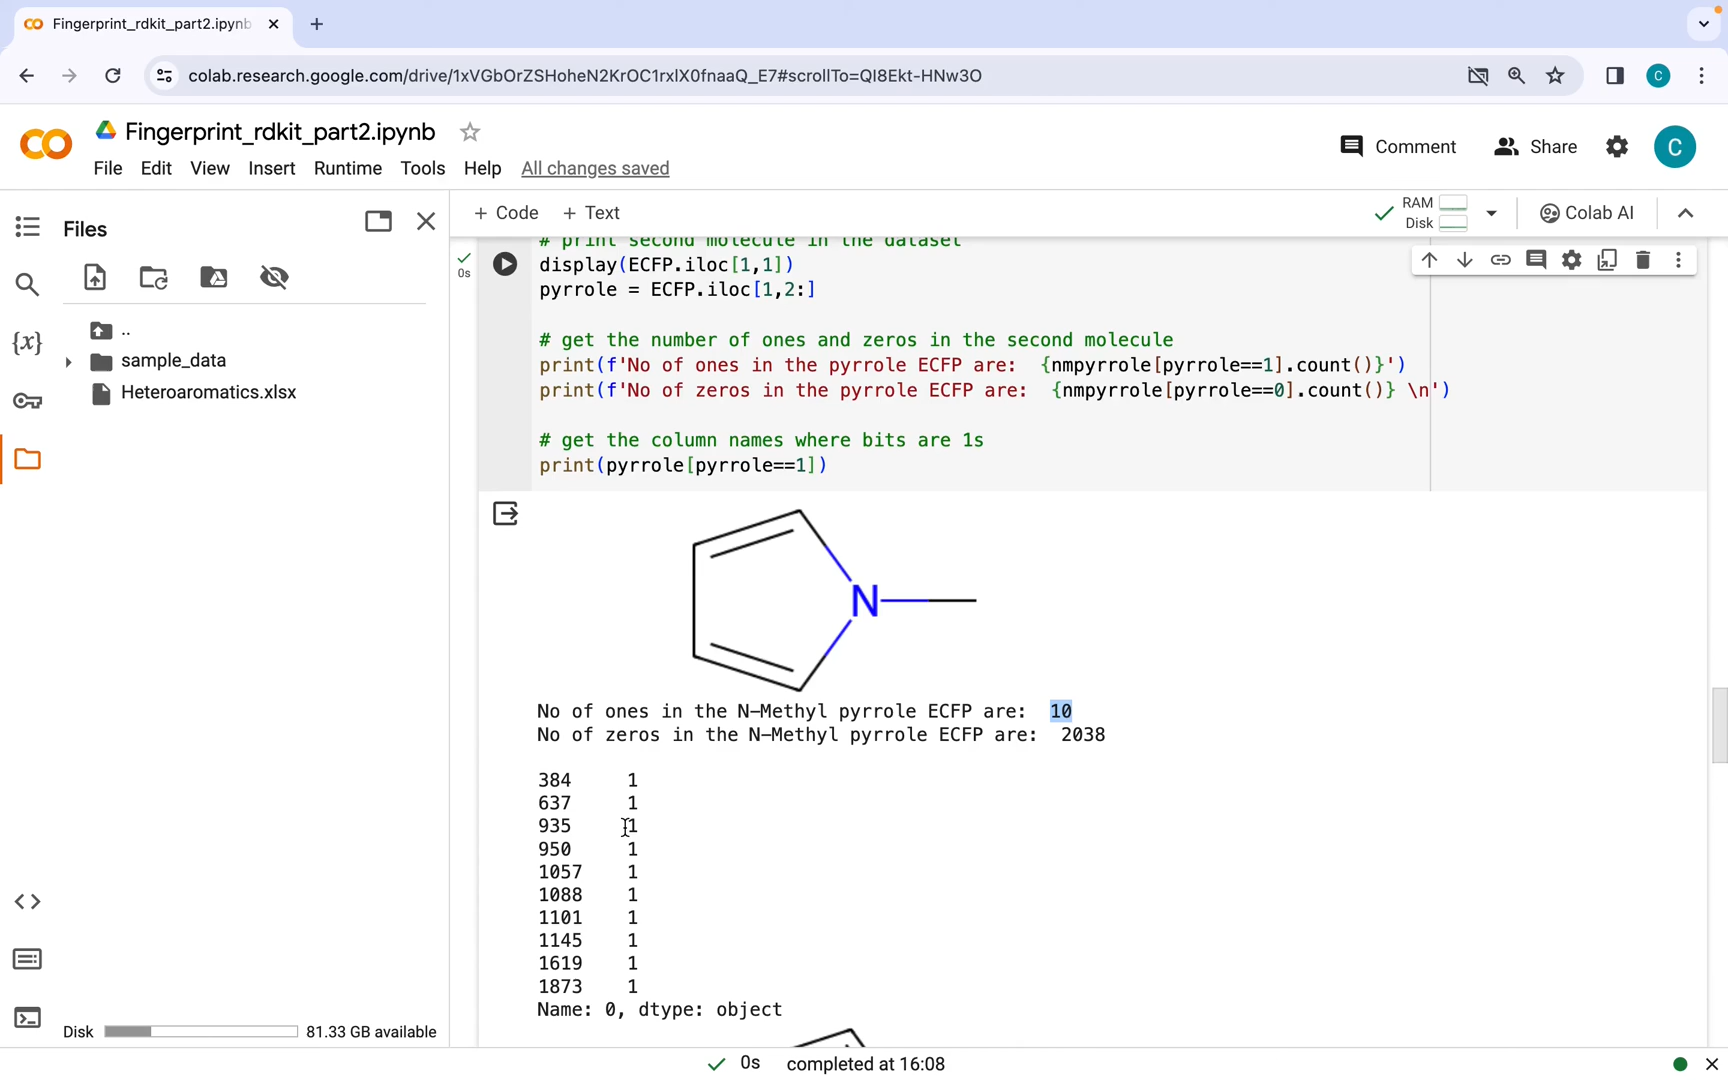 Fingerprint_rdkit_part2.ipynb
colab.research.google.com/drive/1xVGbOrZSHoheN2KrOC1rxlX0fnaaQ_E7#scrollTo=QI8Ekt-HNw3O
C
Fingerprint_rdkit_part2.ipynb
File Edit View Insert Runtime Tools Help All changes saved
Comment Share C
Files
+ Code + Text
RAM
Disk
Colab AI
..
sample_data
Heteroaromatics.xlsx
{x}
Disk 81.33 GB available
0s
# print second molecule in the dataset
display(ECFP.iloc[1,1])
pyrrole = ECFP.iloc[1,2:]
# get the number of ones and zeros in the second molecule
print(f'No of ones in the pyrrole ECFP are:  {nmpyrrole[pyrrole==1].count()}')
print(f'No of zeros in the pyrrole ECFP are:  {nmpyrrole[pyrrole==0].count()} \n')
# get the column names where bits are 1s
print(pyrrole[pyrrole==1])
N
No of ones in the N-Methyl pyrrole ECFP are:  10
No of zeros in the N-Methyl pyrrole ECFP are:  2038
384 1
637 1
935 1
950 1
1057 1
1088 1
1101 1
1145 1
1619 1
1873 1
Name: 0, dtype: object
0s completed at 16:08